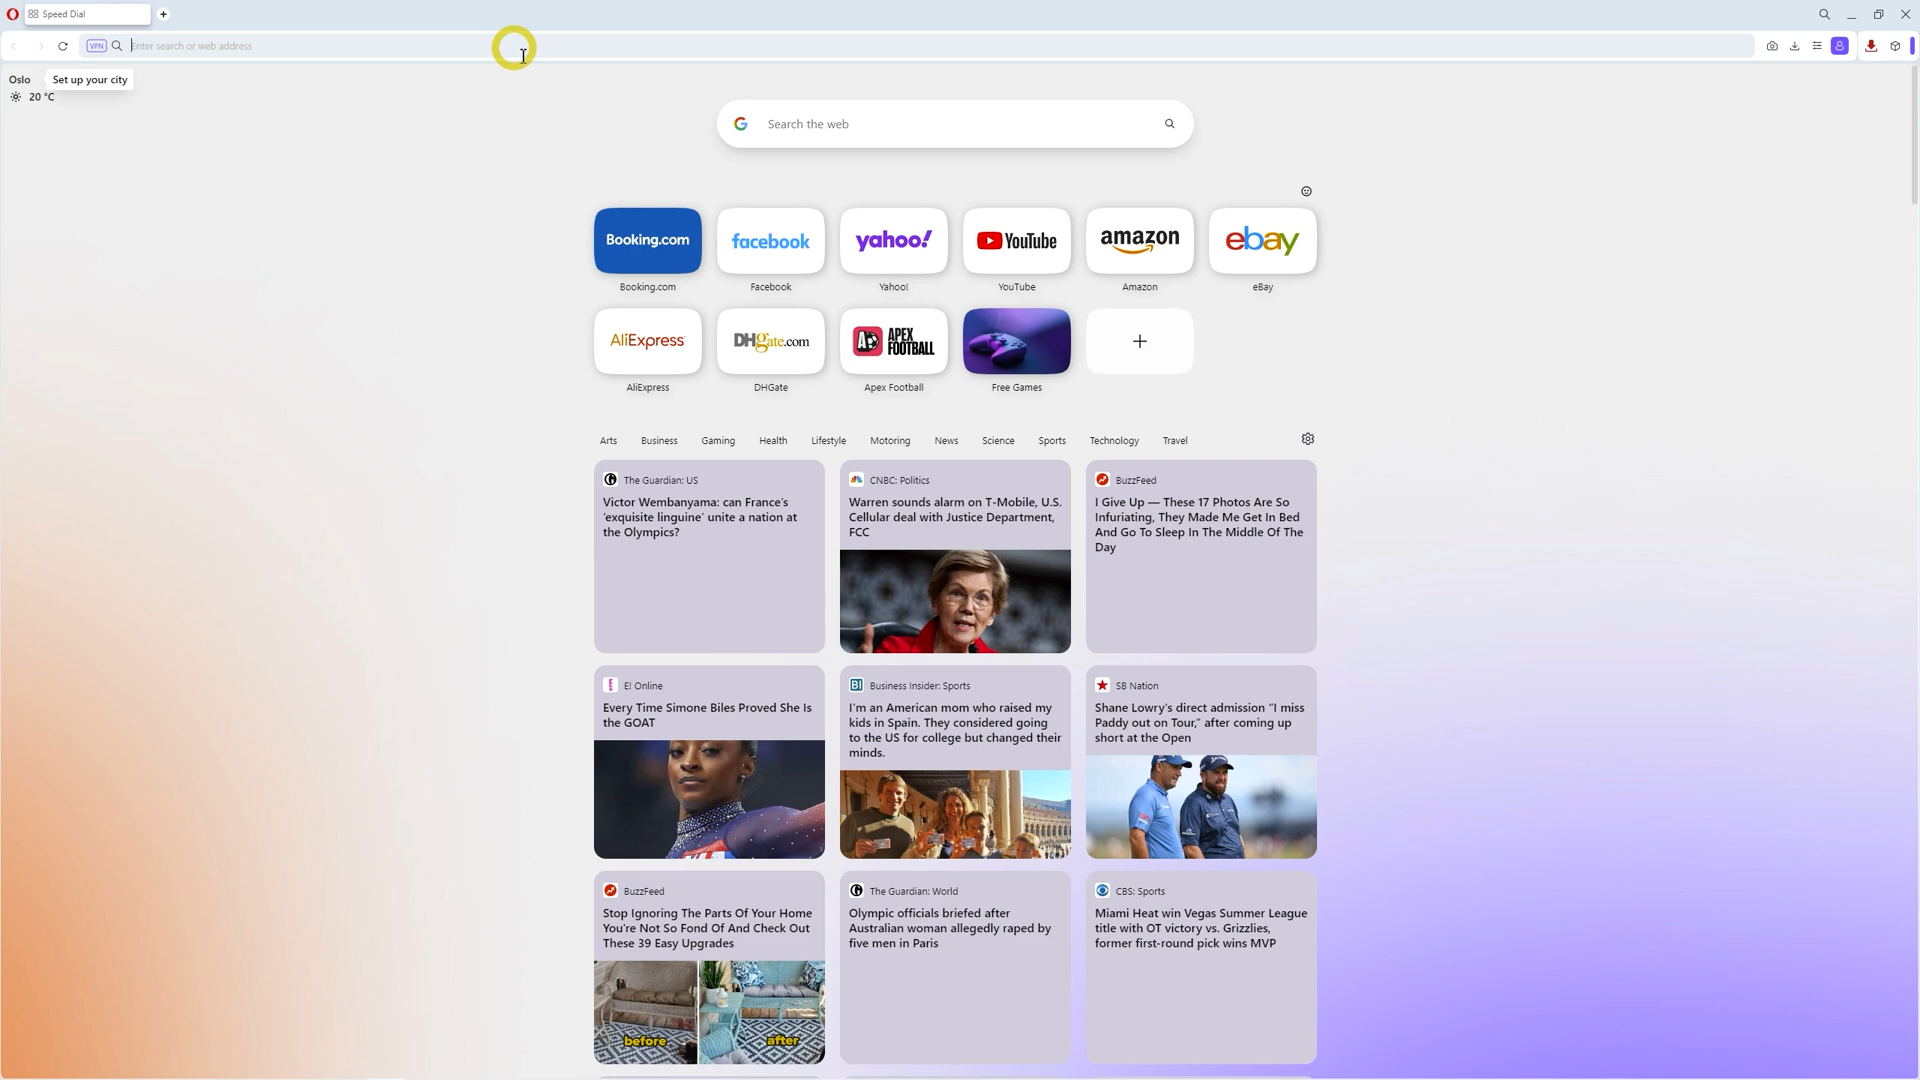 Speed Dial
VPN
Enter search or web address
Oslo
Set up your city
20 °C
Search the web
Booking.com
facebook
yahoo!
YouTube
amazon
ebay
Booking.com
Facebook
Yahoo!
YouTube
Amazon
eBay
AliExpress
DHgate.com
APEX
FOOTBALL
AliExpress
DHGate
Apex Football
Free Games
Arts
Business
Gaming
Health
Lifestyle
Motoring
News
Science
Sports
Technology
Travel
The Guardian: US
Victor Wembanyama: can France's
'exquisite linguine' unite a nation at
the Olympics?
CNBC: Politics
Warren sounds alarm on T-Mobile, U.S.
Cellular deal with Justice Department,
FCC
BuzzFeed
I Give Up — These 17 Photos Are So
Infuriating, They Made Me Get In Bed
And Go To Sleep In The Middle Of The
Day
E! Online
Every Time Simone Biles Proved She Is
the GOAT
BI
Business Insider: Sports
I'm an American mom who raised my
kids in Spain. They considered going
to the US for college but changed their
minds.
SB Nation
Shane Lowry's direct admission "I miss
Paddy out on Tour," after coming up
short at the Open
BuzzFeed
Stop Ignoring The Parts Of Your Home
You're Not So Fond Of And Check Out
These 39 Easy Upgrades
before
after
The Guardian: World
Olympic officials briefed after
Australian woman allegedly raped by
five men in Paris
CBS: Sports
Miami Heat win Vegas Summer League
title with OT victory vs. Grizzlies,
former first-round pick wins MVP